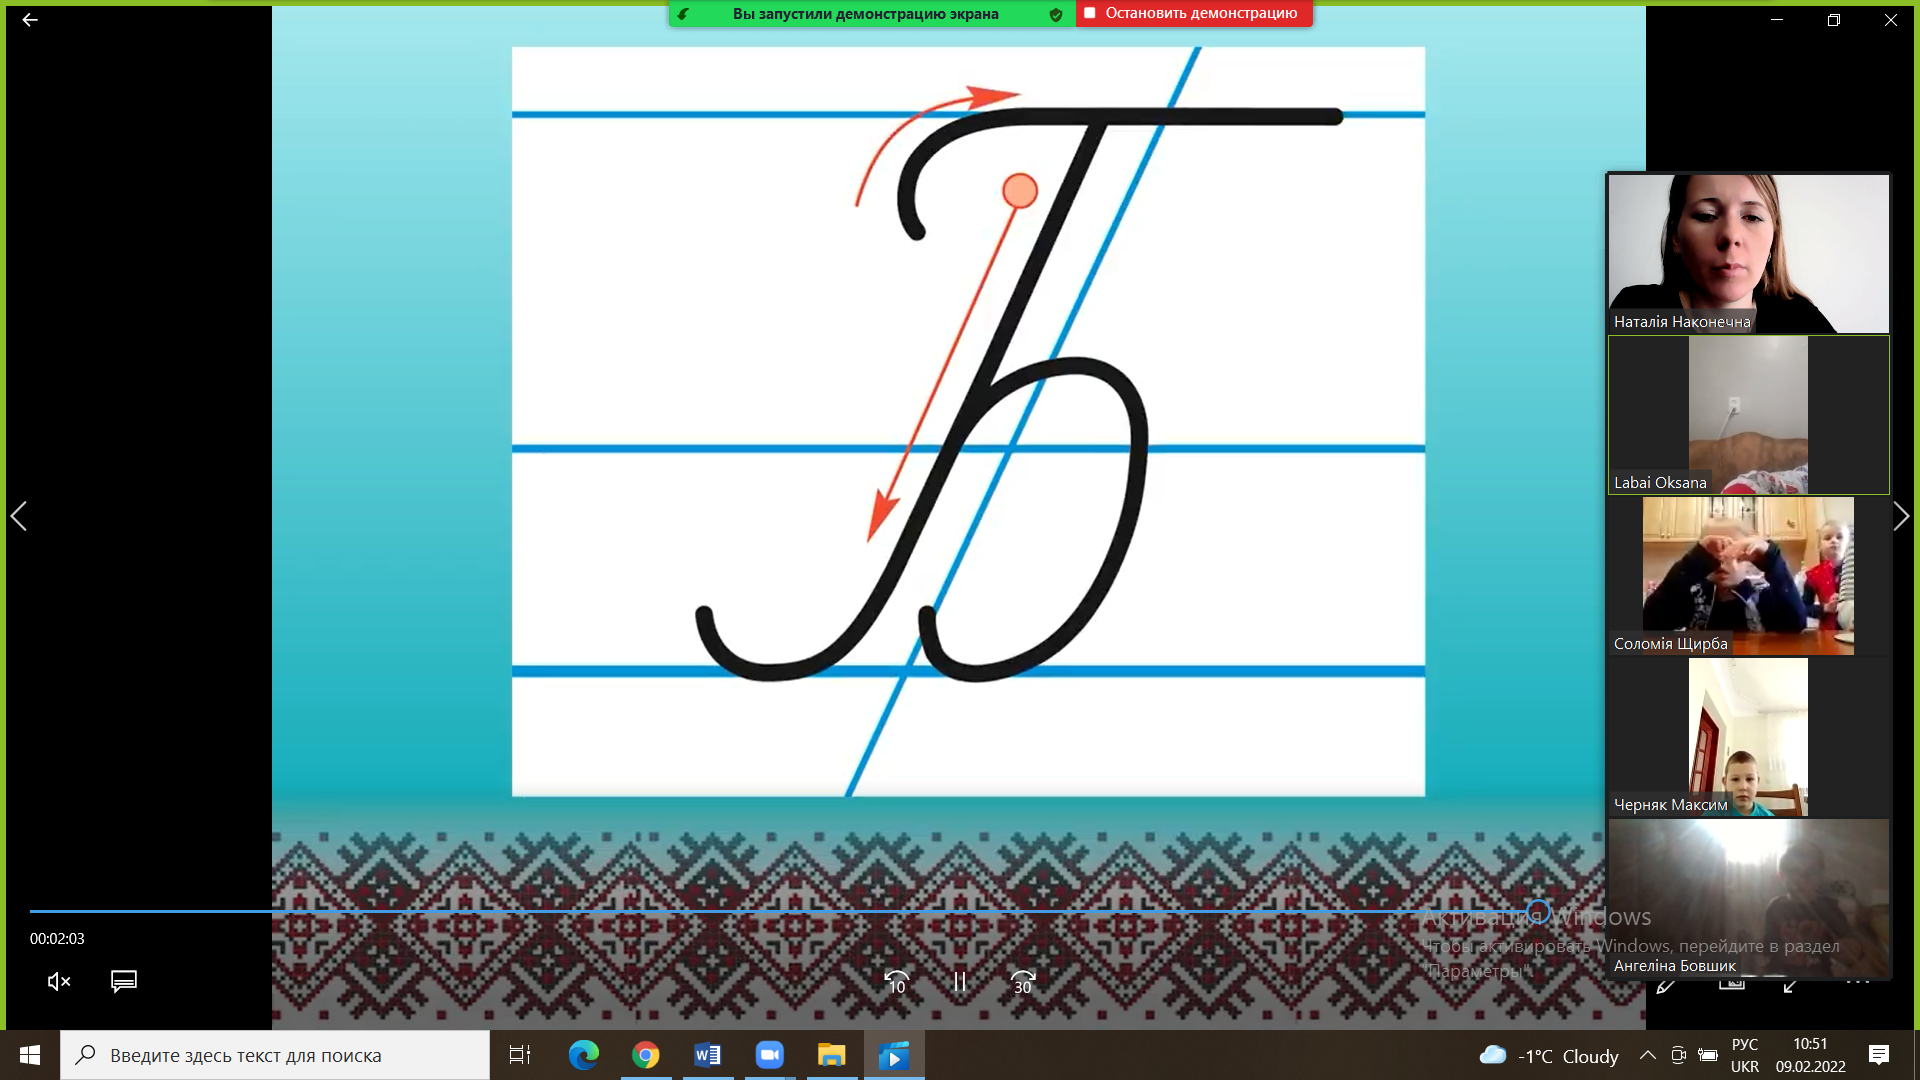 Вы запустили демонстрацию экрана
Остановить демонстрацию
Б
Наталія Наконечна
Labai Oksana
Соломія Щирба
Черняк Максим
Ангеліна Бовшик
Активация Windows
Чтобы активировать Windows, перейдите в раздел
"Параметры".
00:02:03
10
30
Введите здесь текст для поиска
-1°C Cloudy
РУС
UKR
10:51
09.02.2022